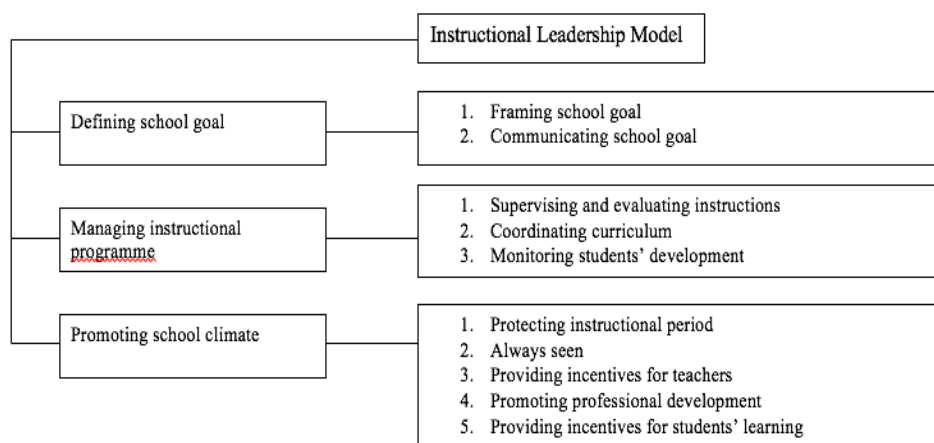 Instructional Leadership Model
Defining school goal
1. Framing school goal
2. Communicating school goal
Managing instructional
programme
1. Supervising and evaluating instructions
2. Coordinating curriculum
3. Monitoring students’ development
Promoting school climate
1. Protecting instructional period
2. Always seen
3. Providing incentives for teachers
4. Promoting professional development
5. Providing incentives for students’ learning